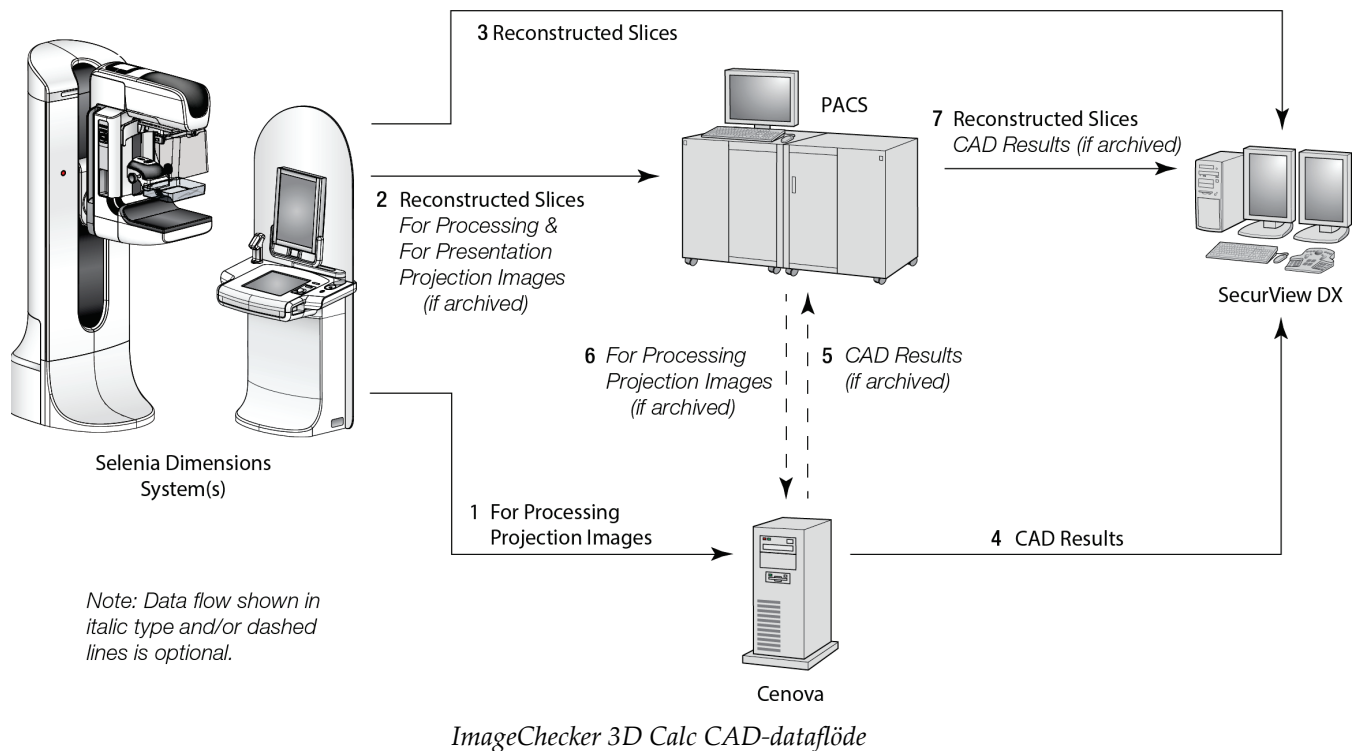 3 Reconstructed Slices
PACS
7 Reconstructed Slices
CAD Results (if archived)
2 Reconstructed Slices
For Processing &
For Presentation
Projection Images
(if archived)
SecurView DX
6 For Processing
Projection Images
(if archived)
5 CAD Results
(if archived)
Selenia Dimensions
System(s)
1 For Processing
Projection Images
4 CAD Results
Note: Data flow shown in
italic type and/or dashed
lines is optional.
Cenova
ImageChecker 3D Calc CAD-dataflöde